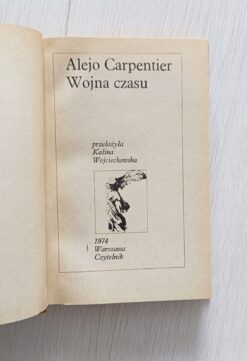 Alejo Carpentier
Wojna czasu
przełożyła
Kalina
Wojciechowska
1974
Warszawa
Czytelnik